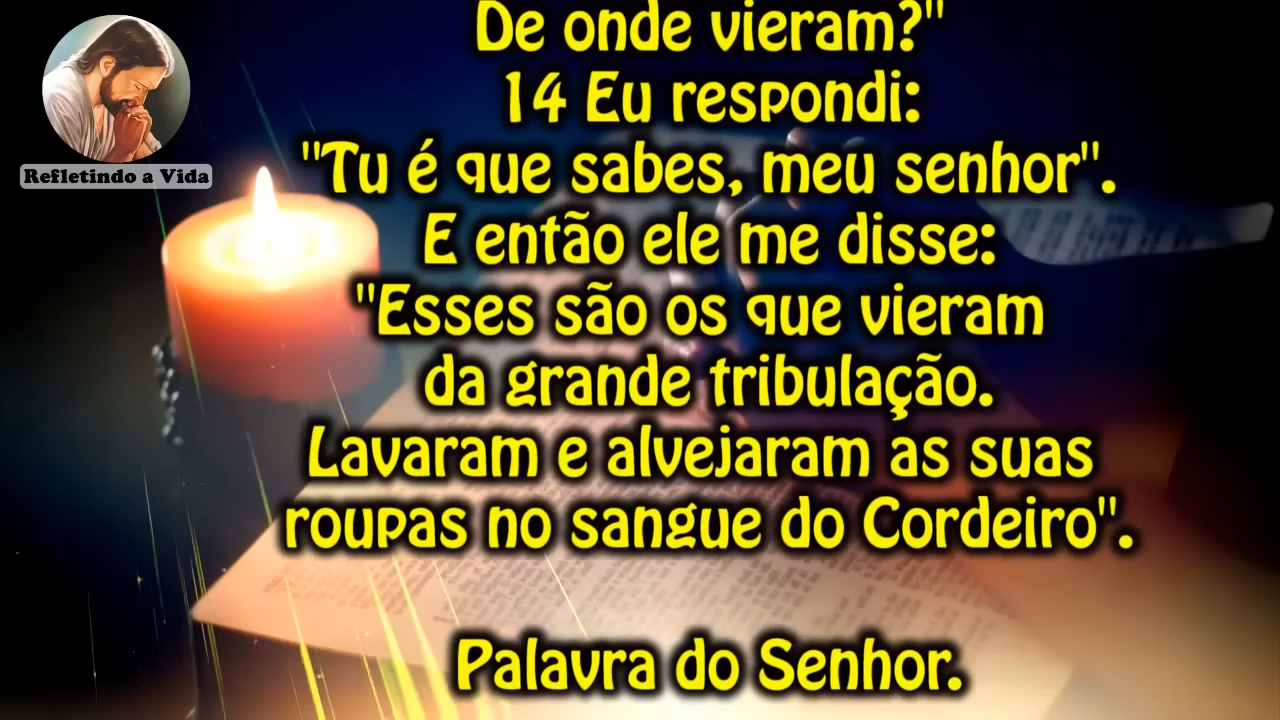 Refletindo a Vida
De onde vieram?"
14 Eu respondi:
"Tu é que sabes, meu senhor".
E então ele me disse:
"Esses são os que vieram
da grande tribulação.
Lavaram e alvejaram as suas
roupas no sangue do Cordeiro".
Palavra do Senhor.